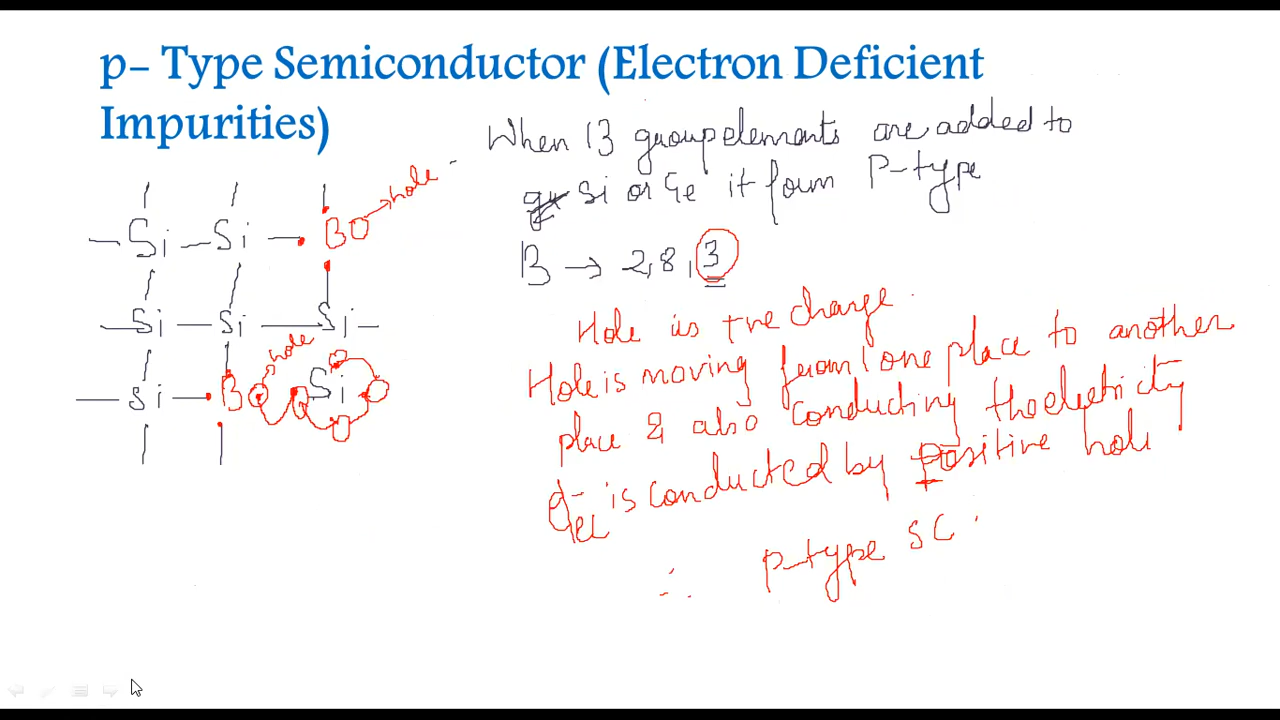 p– Type Semiconductor (Electron Deficient
Impurities)
When 13 group elements are added to
Si or Ge it form P-type
B → 2,8,3
Si – Si – B → hole
Si – Si – Si –
hole
– Si – B Si
Hole is +ve charge.
Hole is moving from one place to another
place & also conducting the electricity
is conducted by positive hole
∴ p-type SC